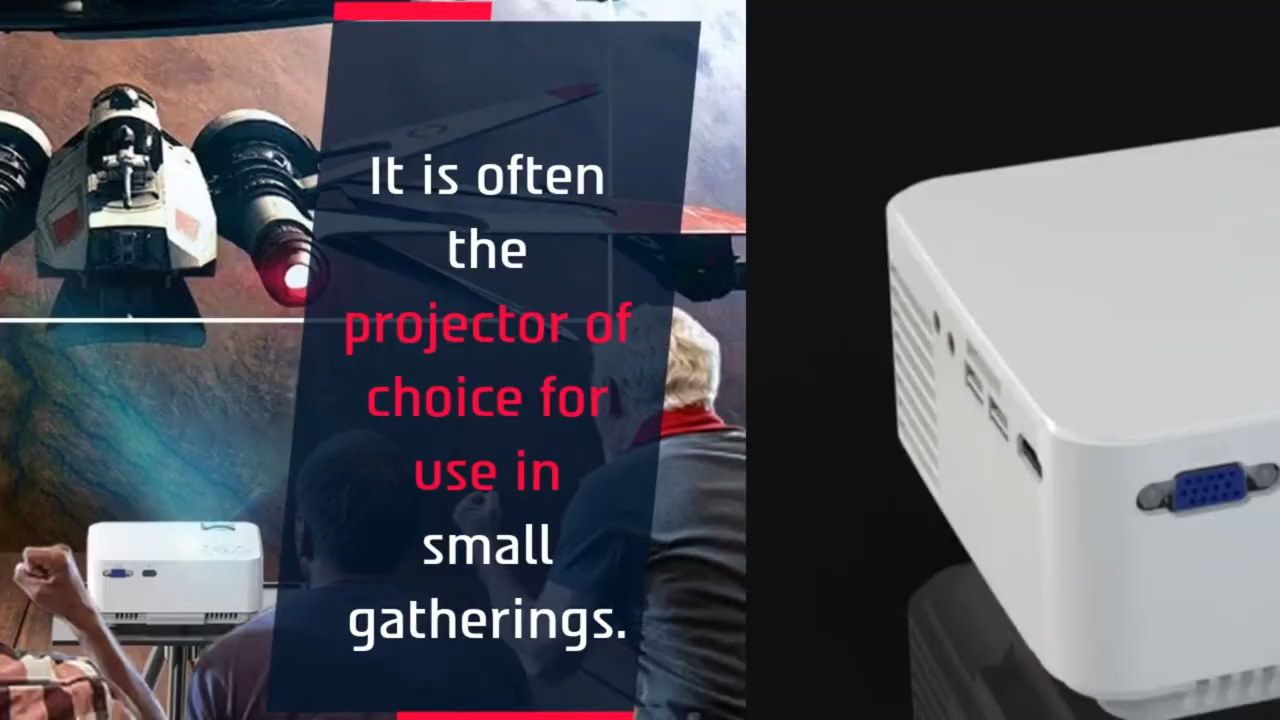 It is often
the
projector of
choice for
use in
small
gatherings.